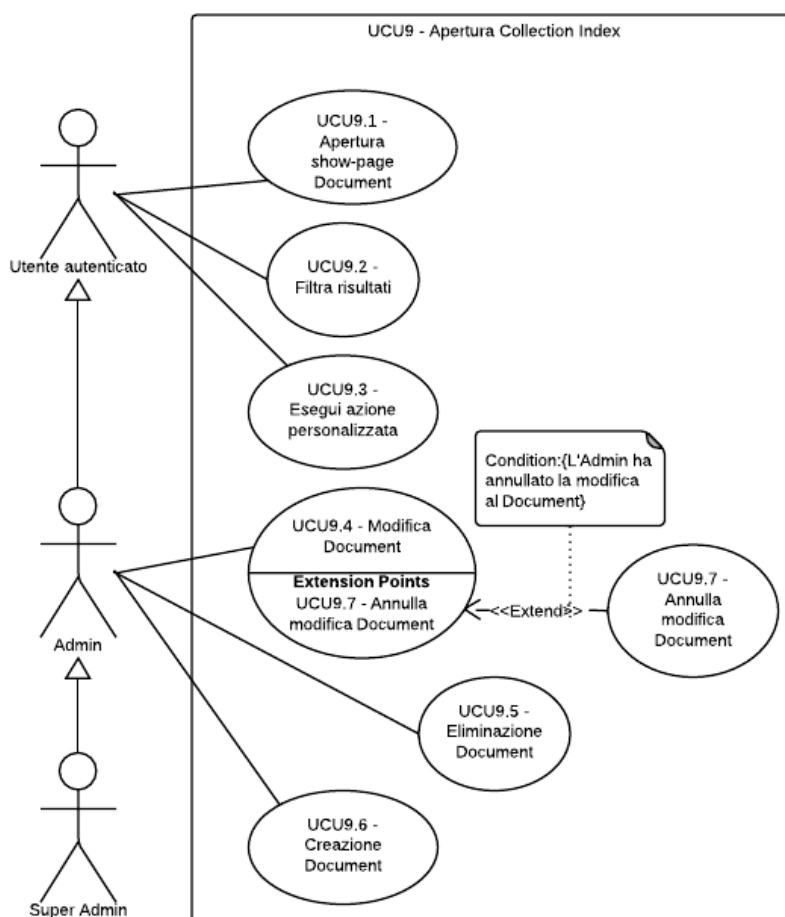 UCU9 - Apertura Collection Index
UCU9.1 -
Apertura
show-page
Document
Utente autenticato
UCU9.2 -
Filtra risultati
UCU9.3 -
Esegui azione
personalizzata
Condition:{L'Admin ha
annullato la modifica
al Document}
UCU9.4 - Modifica
Document
Extension Points
UCU9.7 - Annulla
modifica Document
<<Extend>>
UCU9.7 -
Annulla
modifica
Document
Admin
UCU9.5 -
Eliminazione
Document
UCU9.6 -
Creazione
Document
Super Admin